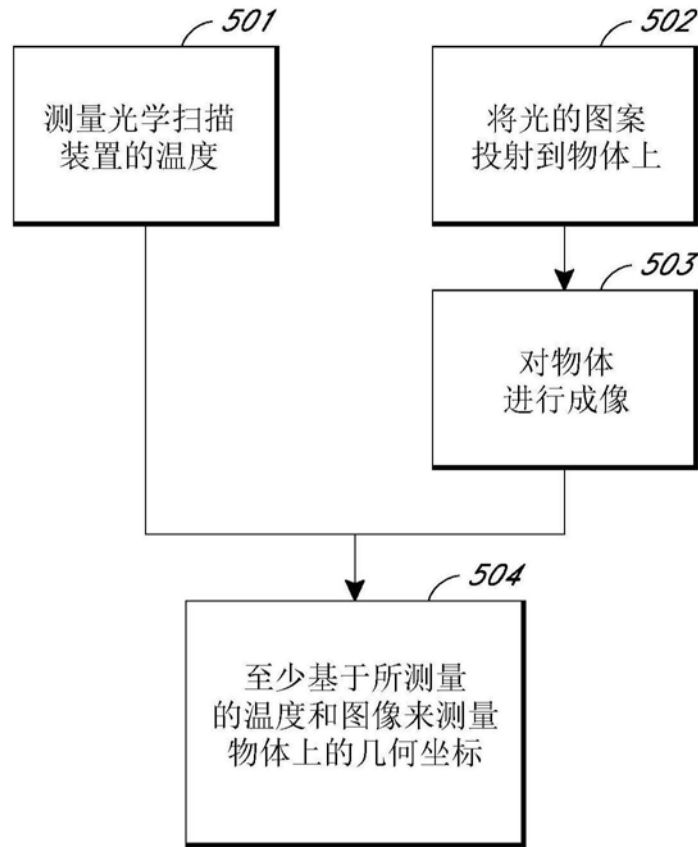 501
测量光学扫描
装置的温度
502
将光的图案
投射到物体上
503
对物体
进行成像
504
至少基于所测量
的温度和图像来测量
物体上的几何坐标